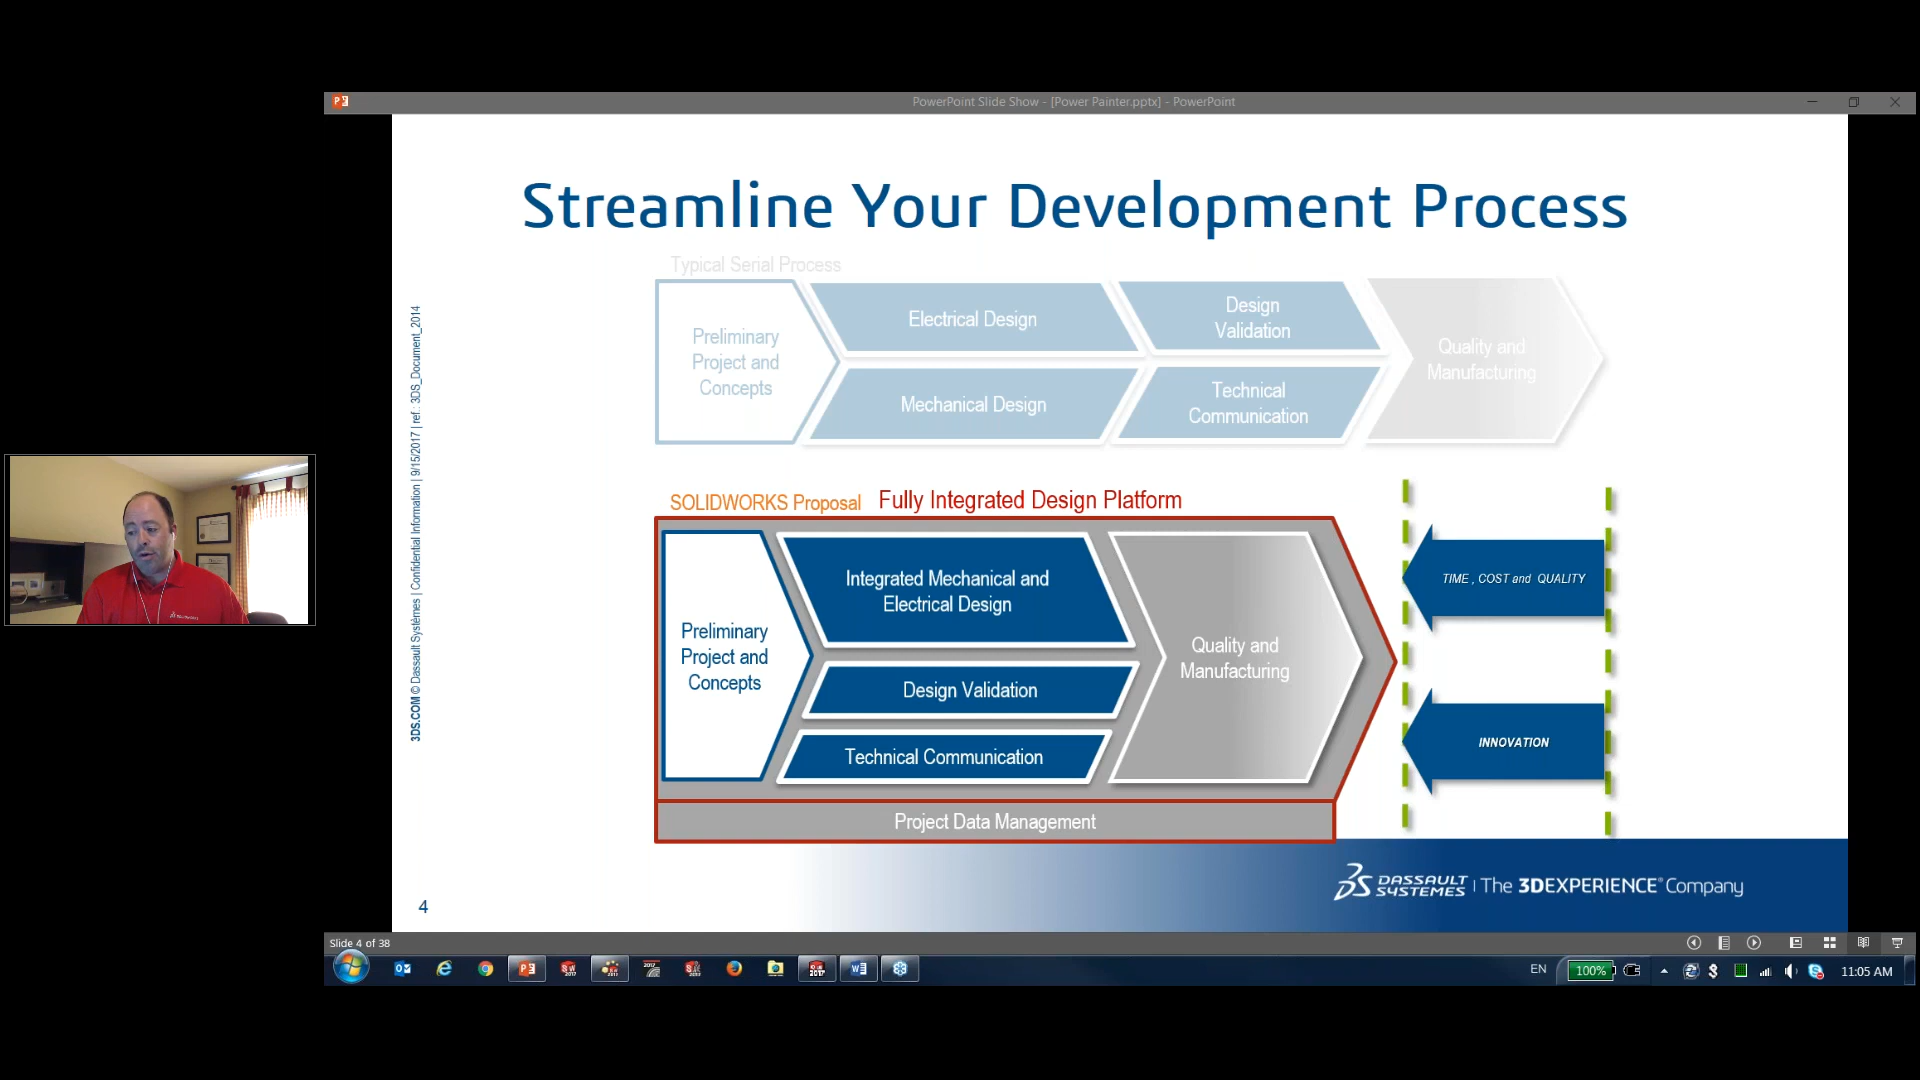 PowerPoint Slide Show - [Power Painter.pptx] - PowerPoint
Streamline Your Development Process
Typical Serial Process
Preliminary
Project and
Concepts
Electrical Design
Mechanical Design
Design
Validation
Technical
Communication
Quality and
Manufacturing
3DS.COM © Dassault Systèmes | Confidential Information | 9/15/2017 | ref.: 3DS_Document_2014
SOLIDWORKS Proposal Fully Integrated Design Platform
Preliminary
Project and
Concepts
Integrated Mechanical and
Electrical Design
Design Validation
Technical Communication
Quality and
Manufacturing
Project Data Management
TIME , COST and QUALITY
INNOVATION
DASSAULT
SYSTEMES | The 3DEXPERIENCE® Company
4
Slide 4 of 38
EN
100%
11:05 AM